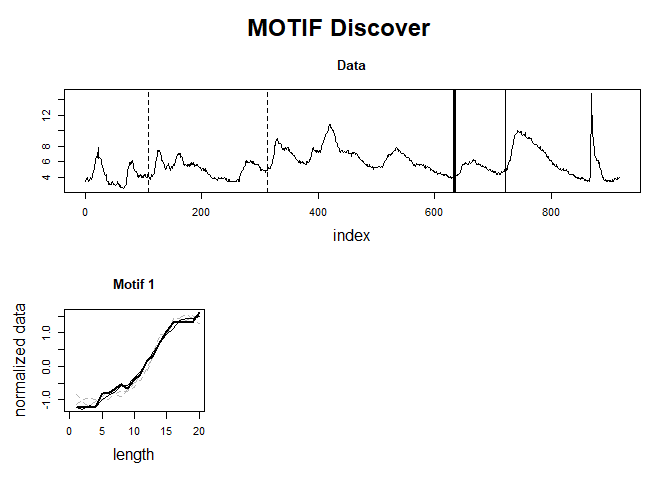 MOTIF Discover
Data
4 6 8 12
0 200 400 600 800
index
Motif 1
normalized data
-1.0 0.0 1.0
0 5 10 15 20
length